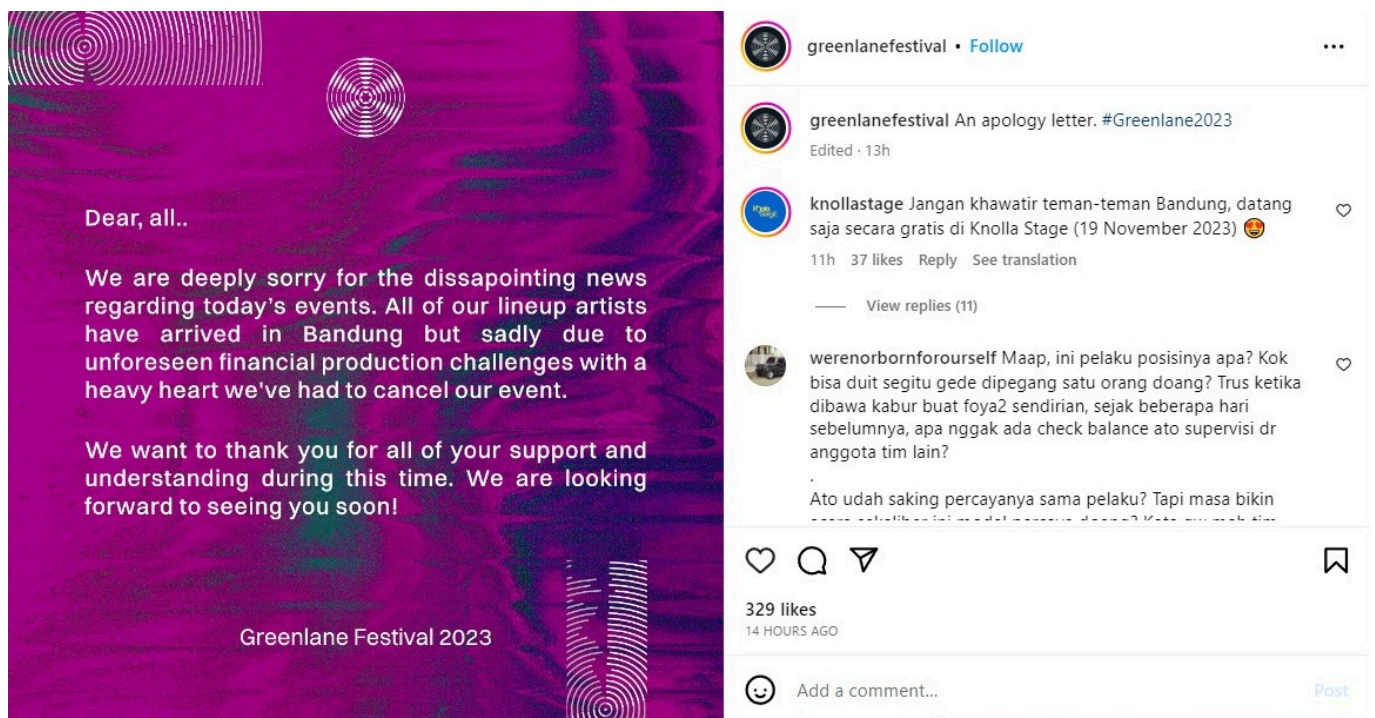 Dear, all..
We are deeply sorry for the dissapointing news
regarding today's events. All of our lineup artists
have arrived in Bandung but sadly due to
unforeseen financial production challenges with a
heavy heart we've had to cancel our event.
We want to thank you for all of your support and
understanding during this time. We are looking
forward to seeing you soon!
Greenlane Festival 2023
greenlanefestival • Follow
greenlanefestival An apology letter. #Greenlane2023
Edited · 13h
knollastage Jangan khawatir teman-teman Bandung, datang
saja secara gratis di Knolla Stage (19 November 2023) 😍
11h 37 likes Reply See translation
View replies (11)
werenorbornforourself Maap, ini pelaku posisinya apa? Kok
bisa duit segitu gede dipegang satu orang doang? Trus ketika
dibawa kabur buat foya2 sendirian, sejak beberapa hari
sebelumnya, apa nggak ada check balance ato supervisi dr
anggota tim lain?
.
Ato udah saking percayanya sama pelaku? Tapi masa bikin
329 likes
14 HOURS AGO
Add a comment...
Post